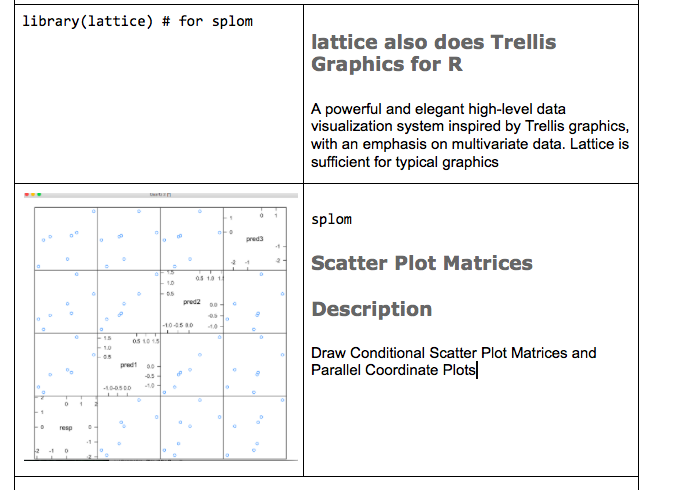 library(lattice) # for splom
lattice also does Trellis
Graphics for R
A powerful and elegant high-level data
visualization system inspired by Trellis graphics,
with an emphasis on multivariate data. Lattice is
sufficient for typical graphics
pred3
pred2
pred1
resp
splom
Scatter Plot Matrices
Description
Draw Conditional Scatter Plot Matrices and
Parallel Coordinate Plots